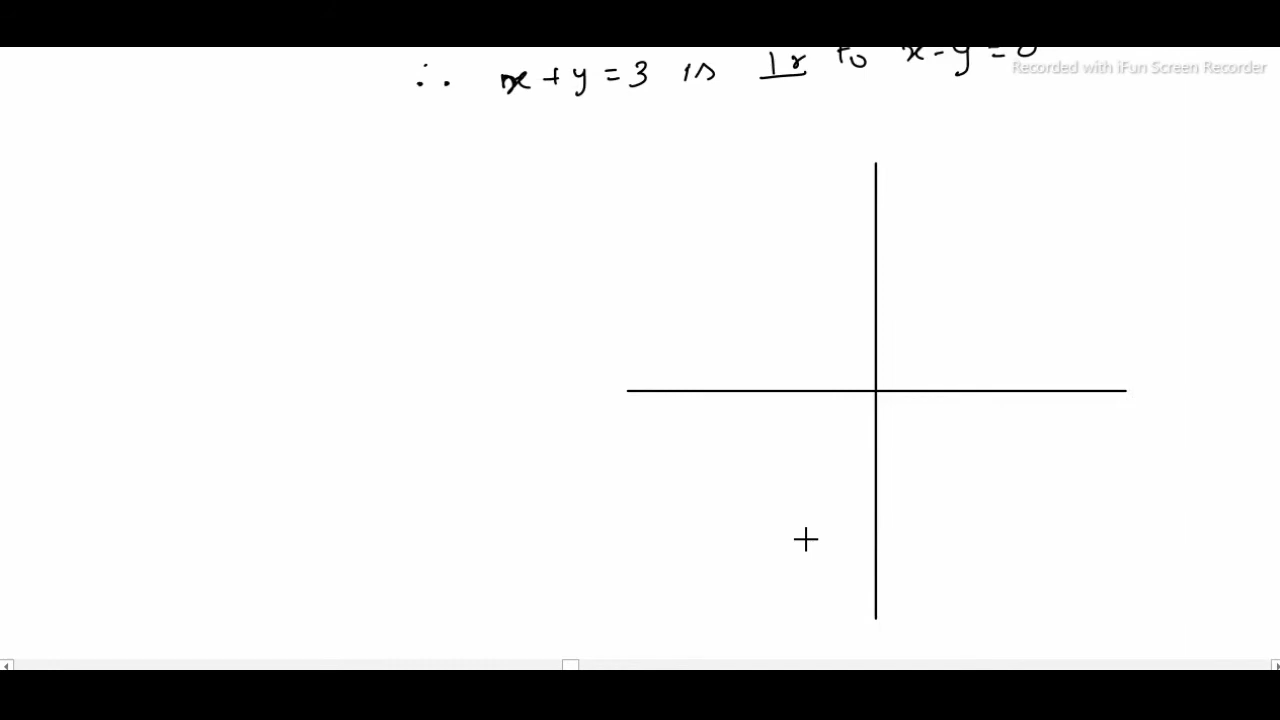 ∴ x + y = 3 is ⊥r to x - y = 0
Recorded with iFun Screen Recorder